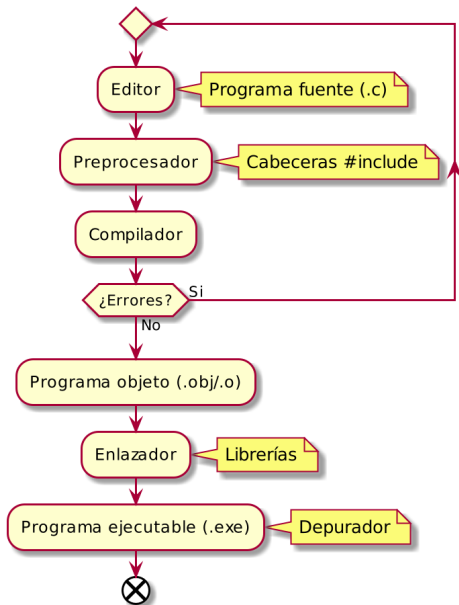 Editor
Programa fuente (.c)
Preprocesador
Cabeceras #include
Compilador
¿Errores?
Si
No
Programa objeto (.obj/.o)
Enlazador
Librerías
Programa ejecutable (.exe)
Depurador